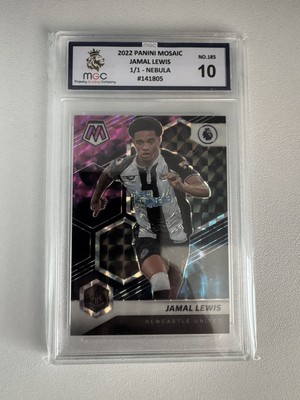 MGC
2022 PANINI MOSAIC
JAMAL LEWIS
1/1 - NEBULA
#141805
NO.185
10
JAMAL LEWIS
NEWCASTLE UNITED